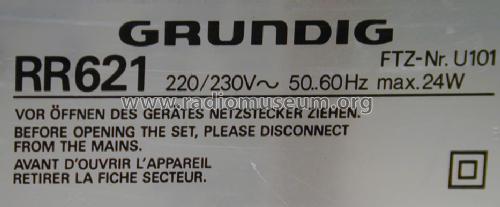 GRUNDIG
FTZ-Nr. U101
RR621 220/230V~ 50..60Hz max.24W
www.radiomuseum.org
VOR ÖFFNEN DES GERÄTES NETZSTECKER ZIEHEN.
BEFORE OPENING THE SET, PLEASE DISCONNECT
FROM THE MAINS.
AVANT D'OUVRIR L'APPAREIL
RETIRER LA FICHE SECTEUR.